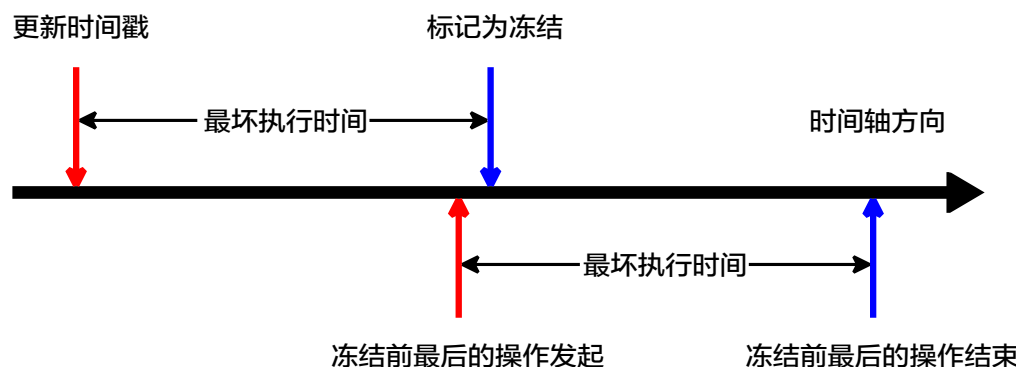 更新时间戳
标记为冻结
最坏执行时间
时间轴方向
最坏执行时间
冻结前最后的操作发起
冻结前最后的操作结束